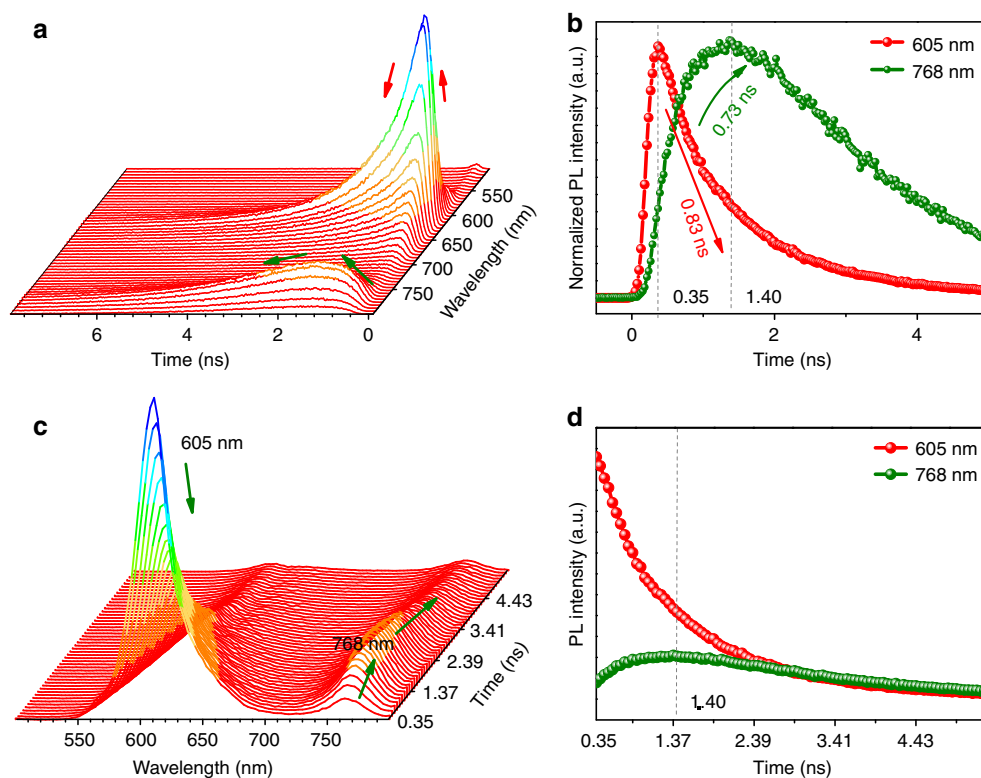 a
550
600
650
700
750
Wavelength (nm)
6
4
2
0
Time (ns)
b
605 nm
768 nm
0.73 ns
0.83 ns
0.35
1.40
Normalized PL intensity (a.u.)
0
2
4
Time (ns)
c
605 nm
768 nm
4.43
3.41
2.39
1.37
0.35
Time (ns)
550
600
650
700
750
Wavelength (nm)
d
605 nm
768 nm
1.40
PL intensity (a.u.)
0.35
1.37
2.39
3.41
4.43
Time (ns)